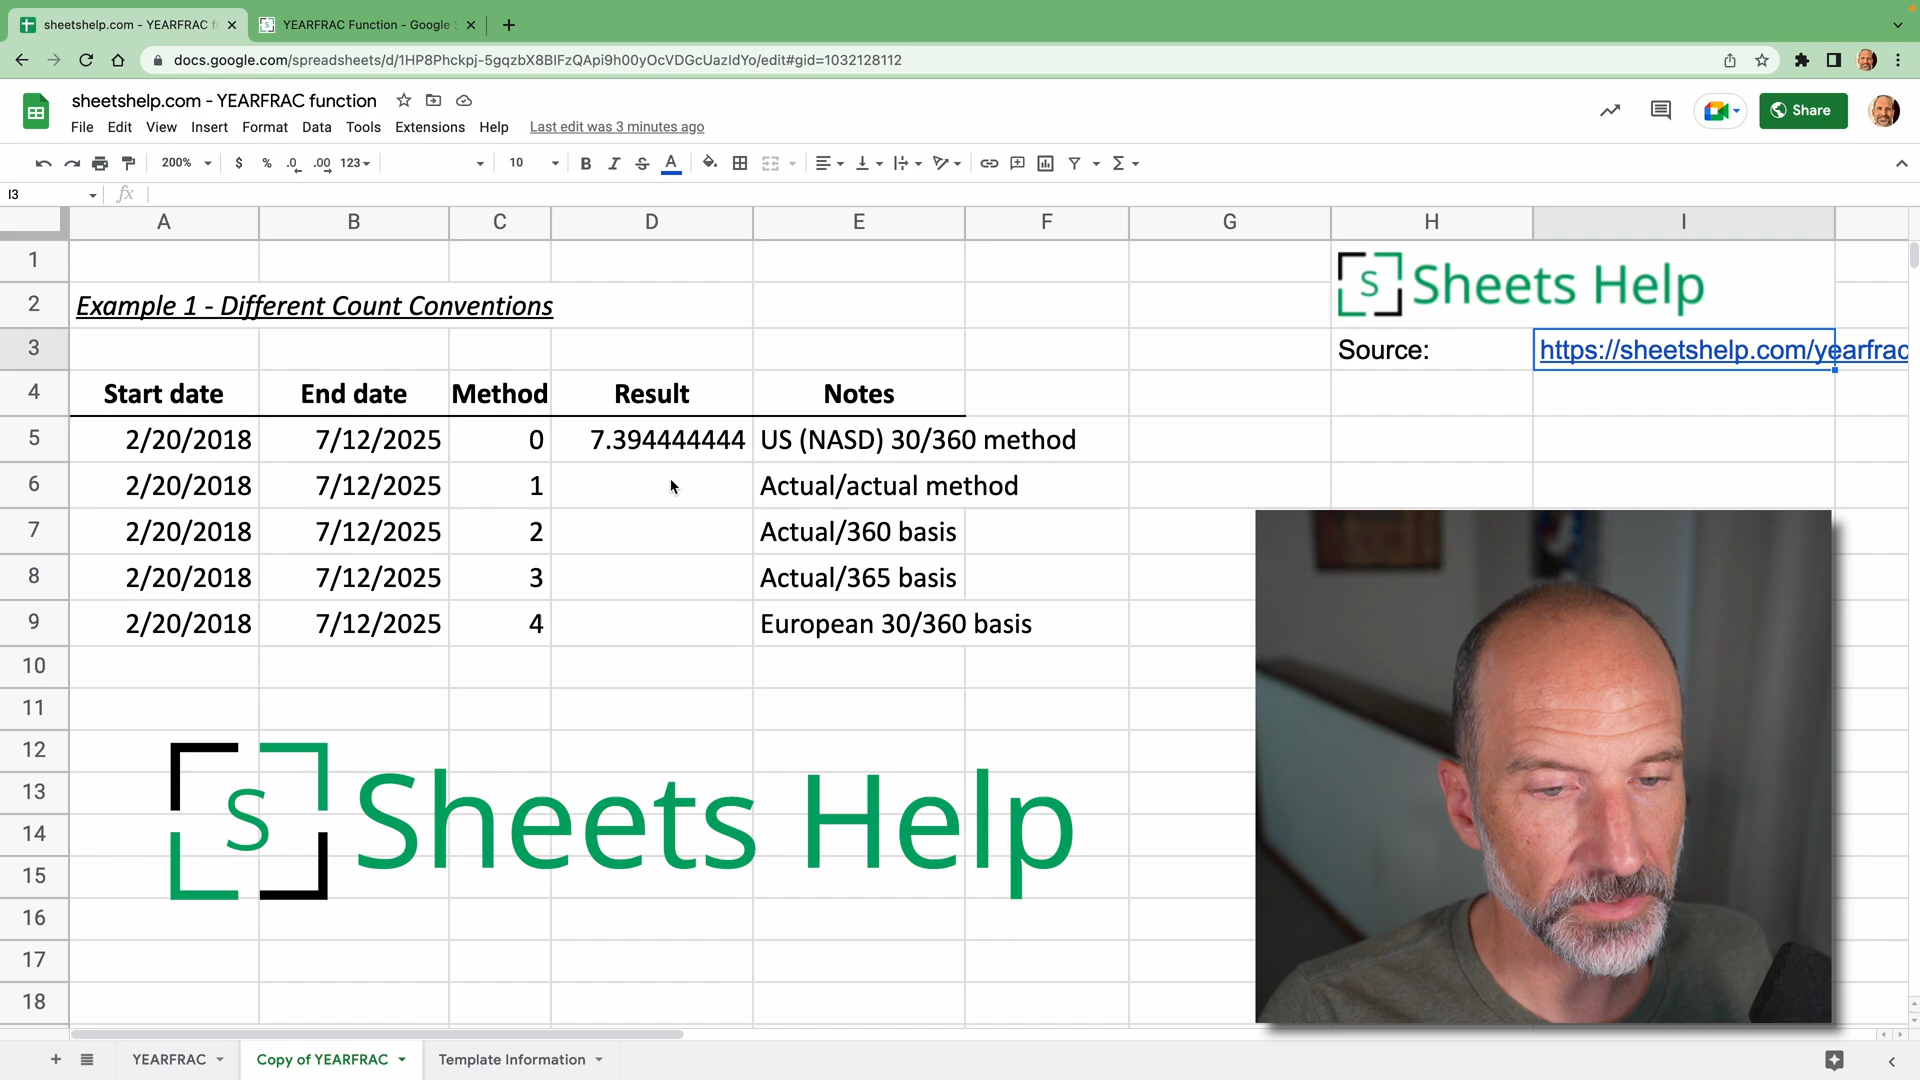 sheetshelp.com - YEARFRAC f
YEARFRAC Function - Google S
docs.google.com/spreadsheets/d/1HP8Phckpj-5gqzbX8BIFzQApi9h00yOcVDGcUazIdYo/edit#gid=1032128112
sheetshelp.com - YEARFRAC function
File Edit View Insert Format Data Tools Extensions Help Last edit was 3 minutes ago
Share
200% $ % .0 .00 123 10 B I S A Σ
I3 fx
A B C D E F G H I
1 S Sheets Help
2 Example 1 - Different Count Conventions
3 Source: https://sheetshelp.com/yearfrac
4 Start date End date Method Result Notes
5 2/20/2018 7/12/2025 0 7.394444444 US (NASD) 30/360 method
6 2/20/2018 7/12/2025 1 Actual/actual method
7 2/20/2018 7/12/2025 2 Actual/360 basis
8 2/20/2018 7/12/2025 3 Actual/365 basis
9 2/20/2018 7/12/2025 4 European 30/360 basis
10
11
12
13 S Sheets Help
14
15
16
17
18
+ YEARFRAC Copy of YEARFRAC Template Information